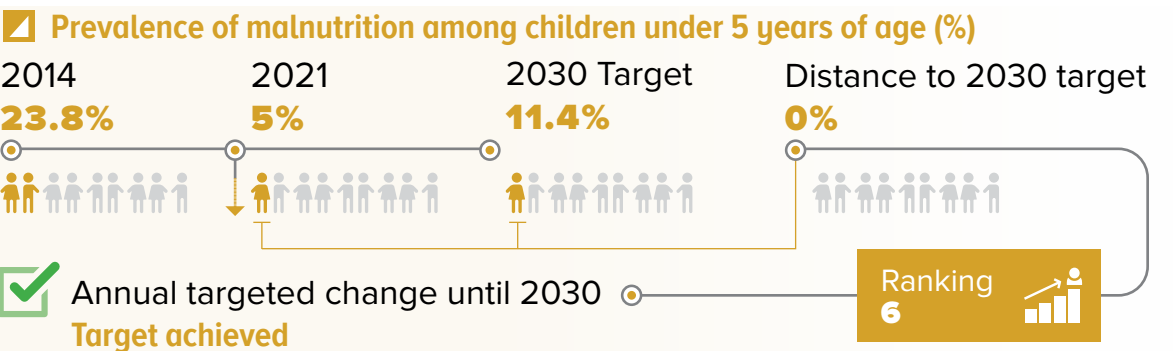 Prevalence of malnutrition among children under 5 years of age (%)
2014
23.8%
2021
5%
2030 Target
11.4%
Distance to 2030 target
0%
Annual targeted change until 2030
Target achieved
Ranking
6